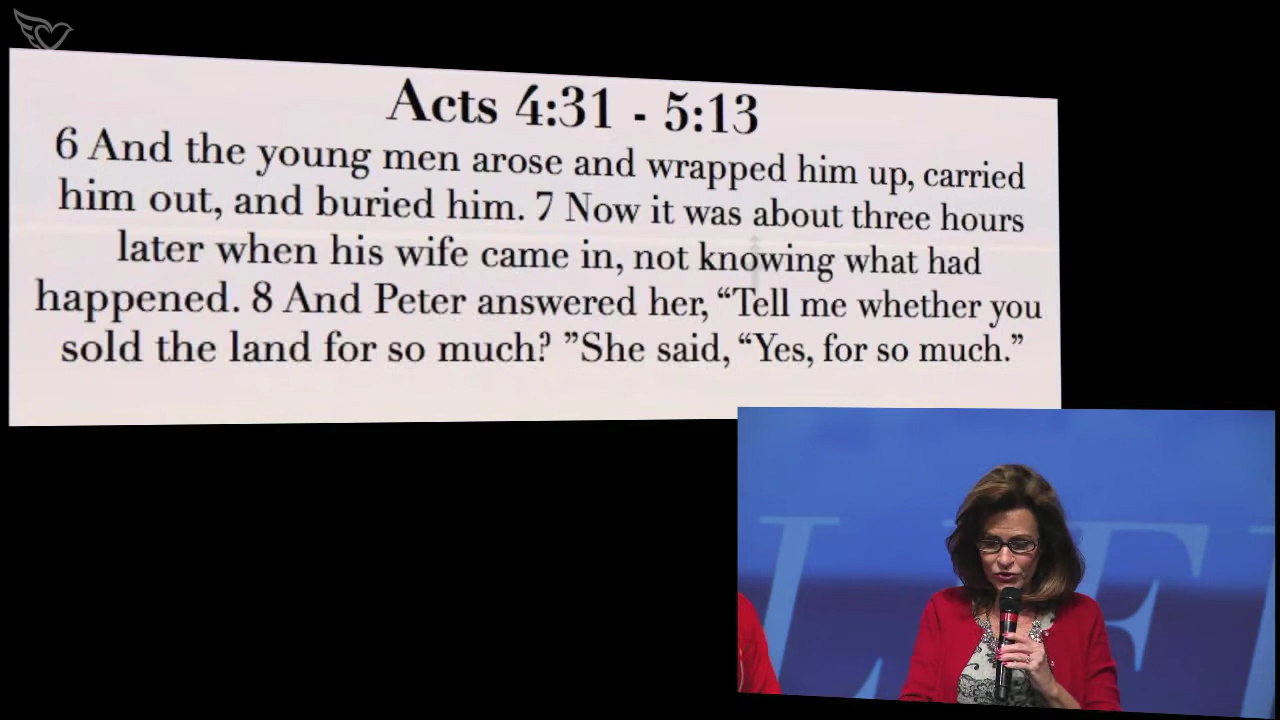 Acts 4:31 - 5:13
6 And the young men arose and wrapped him up, carried
him out, and buried him. 7 Now it was about three hours
later when his wife came in, not knowing what had
happened. 8 And Peter answered her, “Tell me whether you
sold the land for so much? ”She said, “Yes, for so much.”